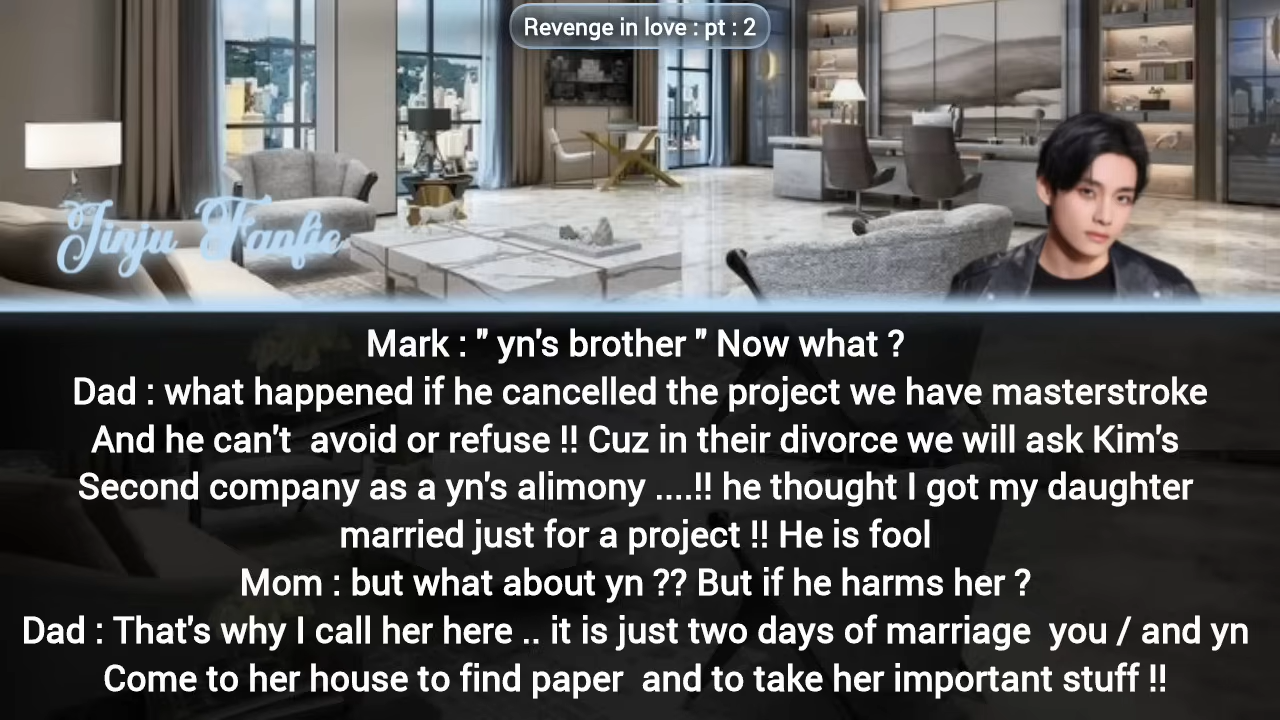 Revenge in love : pt : 2
Jinju Fanfic
Mark : " yn's brother " Now what ?
Dad : what happened if he cancelled the project we have masterstroke
And he can't  avoid or refuse !! Cuz in their divorce we will ask Kim's
Second company as a yn's alimony ....!! he thought I got my daughter
married just for a project !! He is fool
Mom : but what about yn ?? But if he harms her ?
Dad : That's why I call her here .. it is just two days of marriage  you / and yn
Come to her house to find paper  and to take her important stuff !!